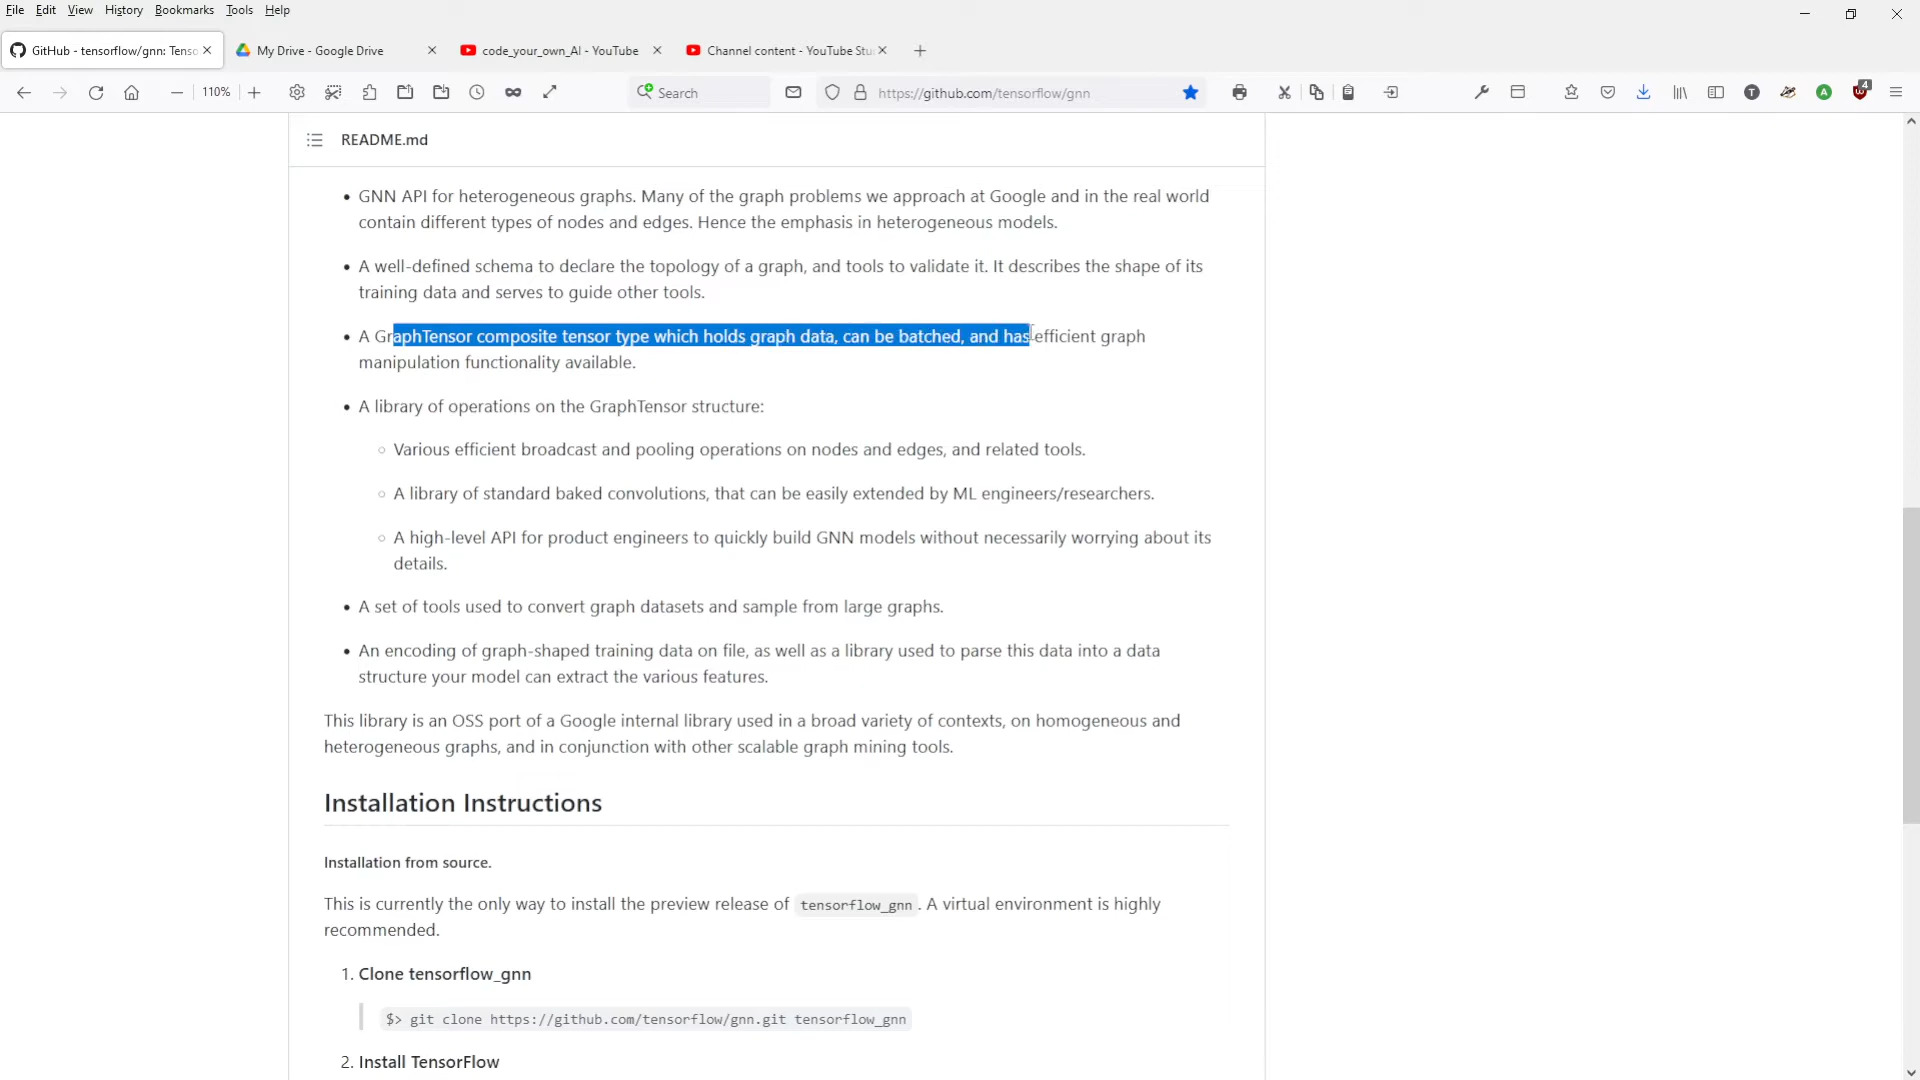 File Edit View History Bookmarks Tools Help
GitHub - tensorflow/gnn: Tenso
My Drive - Google Drive
code_your_own_AI - YouTube
Channel content - YouTube Stu
110%
Search
https://github.com/tensorflow/gnn
T
A
4
README.md
• GNN API for heterogeneous graphs. Many of the graph problems we approach at Google and in the real world
contain different types of nodes and edges. Hence the emphasis in heterogeneous models.
• A well-defined schema to declare the topology of a graph, and tools to validate it. It describes the shape of its
training data and serves to guide other tools.
• A GraphTensor composite tensor type which holds graph data, can be batched, and has efficient graph
manipulation functionality available.
• A library of operations on the GraphTensor structure:
○ Various efficient broadcast and pooling operations on nodes and edges, and related tools.
○ A library of standard baked convolutions, that can be easily extended by ML engineers/researchers.
○ A high-level API for product engineers to quickly build GNN models without necessarily worrying about its
details.
• A set of tools used to convert graph datasets and sample from large graphs.
• An encoding of graph-shaped training data on file, as well as a library used to parse this data into a data
structure your model can extract the various features.
This library is an OSS port of a Google internal library used in a broad variety of contexts, on homogeneous and
heterogeneous graphs, and in conjunction with other scalable graph mining tools.
Installation Instructions
Installation from source.
This is currently the only way to install the preview release of tensorflow_gnn . A virtual environment is highly
recommended.
1. Clone tensorflow_gnn
$> git clone https://github.com/tensorflow/gnn.git tensorflow_gnn
2. Install TensorFlow